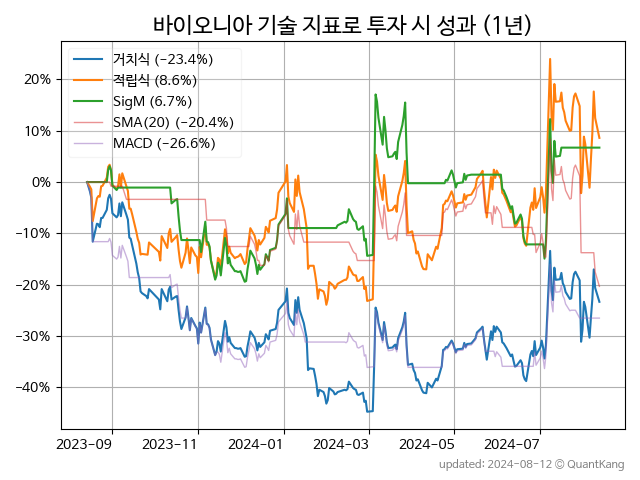 바이오니아 기술 지표로 투자 시 성과 (1년)
거치식 (−23.4%)
적립식 (8.6%)
SigM (6.7%)
SMA(20) (−20.4%)
MACD (−26.6%)
20%
10%
0%
−10%
−20%
−30%
−40%
2023−09
2023−11
2024−01
2024−03
2024−05
2024−07
updated: 2024−08−12 © QuantKang